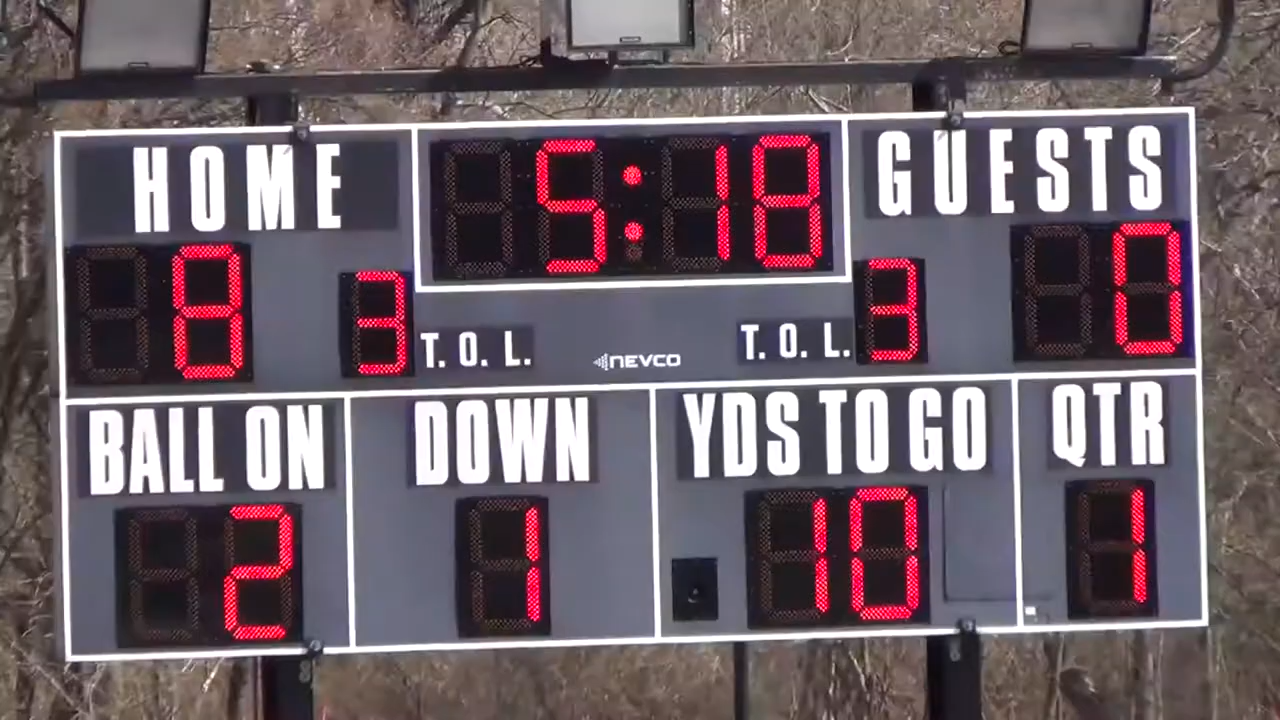 HOME 5:18 GUESTS
8 3 T.O.L. NEVCO T.O.L. 3 0
BALL ON DOWN YDS TO GO QTR
2 1 10 1